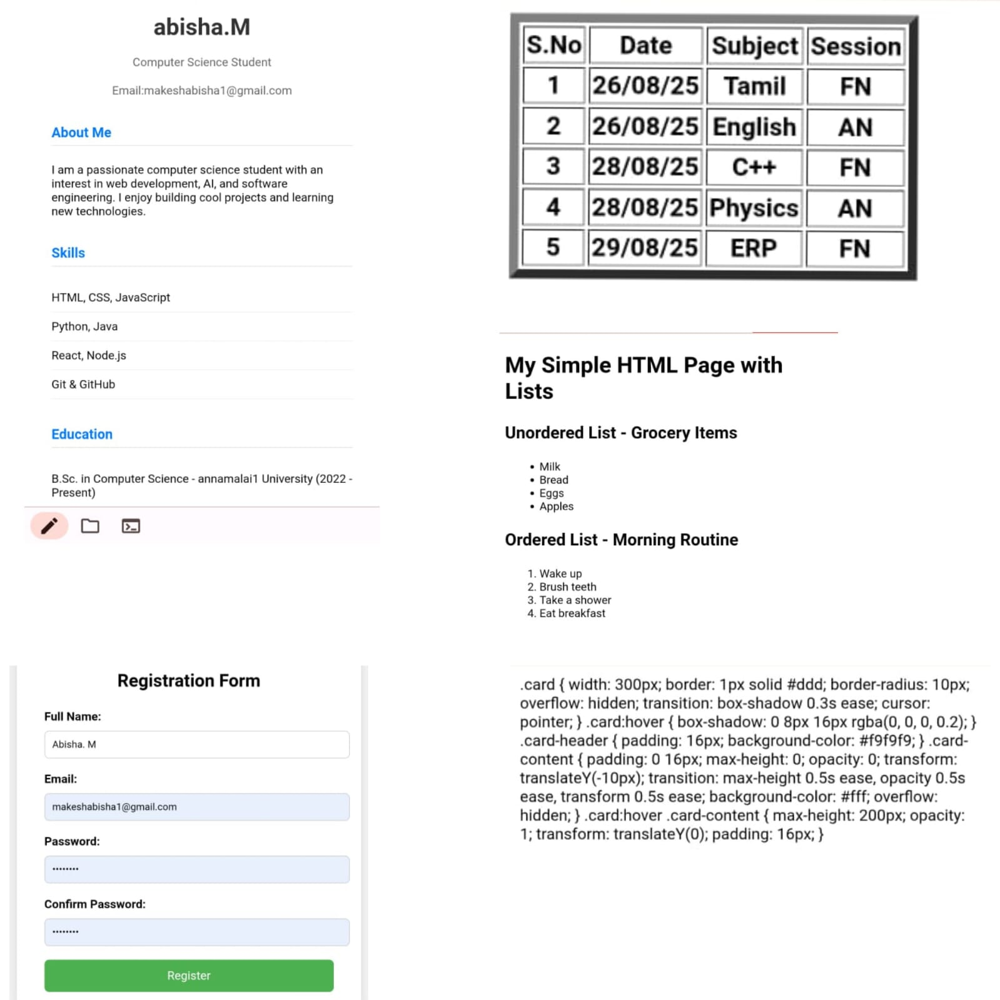 abisha.M
Computer Science Student
Email:makeshabisha1@gmail.com
About Me
I am a passionate computer science student with an
interest in web development, AI, and software
engineering. I enjoy building cool projects and learning
new technologies.
Skills
HTML, CSS, JavaScript
Python, Java
React, Node.js
Git & GitHub
Education
B.Sc. in Computer Science - annamalai1 University (2022 -
Present)
S.No Date Subject Session
1 26/08/25 Tamil FN
2 26/08/25 English AN
3 28/08/25 C++ FN
4 28/08/25 Physics AN
5 29/08/25 ERP FN
My Simple HTML Page with
Lists
Unordered List - Grocery Items
• Milk
• Bread
• Eggs
• Apples
Ordered List - Morning Routine
1. Wake up
2. Brush teeth
3. Take a shower
4. Eat breakfast
Registration Form
Full Name:
Abisha. M
Email:
makeshabisha1@gmail.com
Password:
••••••••
Confirm Password:
••••••••
Register
.card { width: 300px; border: 1px solid #ddd; border-radius: 10px;
overflow: hidden; transition: box-shadow 0.3s ease; cursor:
pointer; } .card:hover { box-shadow: 0 8px 16px rgba(0, 0, 0, 0.2); }
.card-header { padding: 16px; background-color: #f9f9f9; } .card-
content { padding: 0 16px; max-height: 0; opacity: 0; transform:
translateY(-10px); transition: max-height 0.5s ease, opacity 0.5s
ease, transform 0.5s ease; background-color: #fff; overflow:
hidden; } .card:hover .card-content { max-height: 200px; opacity:
1; transform: translateY(0); padding: 16px; }